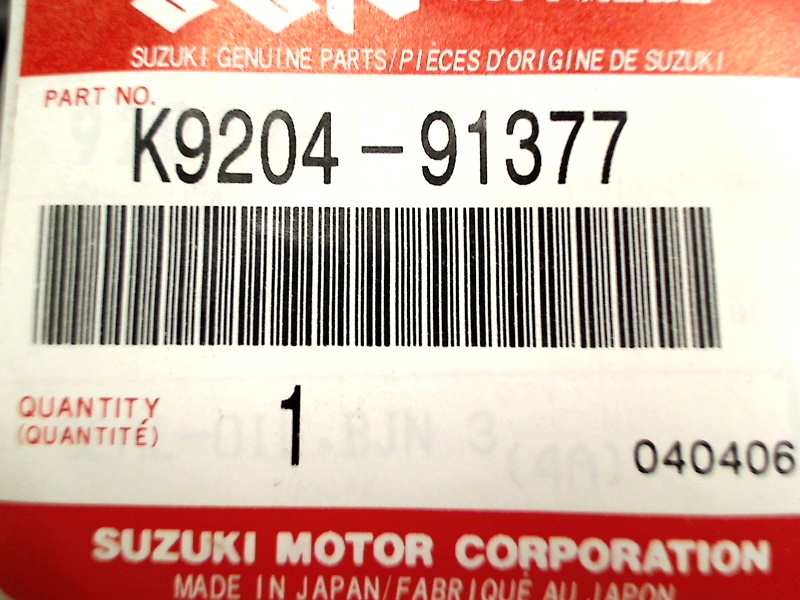 SUZUKI GENUINE PARTS/PIÈCES D'ORIGINE DE SUZUKI
PART NO.
K9204-91377
QUANTITY
(QUANTITÉ)
1
040406
SUZUKI MOTOR CORPORATION
MADE IN JAPAN/FABRIQUÉ AU JAPON